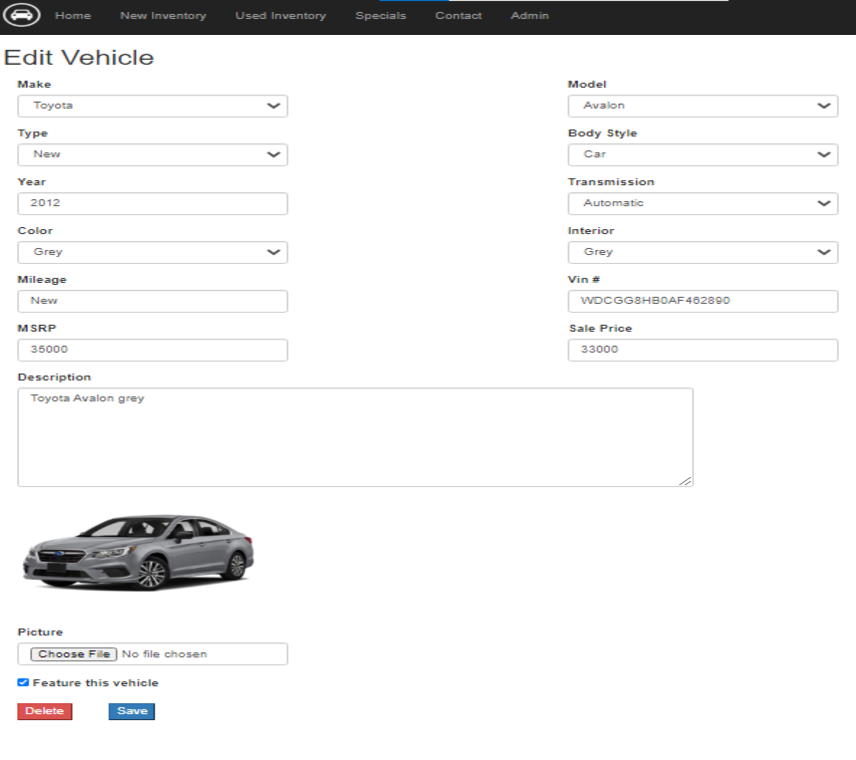 Home New Inventory Used Inventory Specials Contact Admin
Edit Vehicle
Make Model
Toyota Avalon
Type Body Style
New Car
Year Transmission
2012 Automatic
Color Interior
Grey Grey
Mileage Vin #
New WDCGG8HB0AF462890
MSRP Sale Price
35000 33000
Description
Toyota Avalon grey
Picture
Choose File No file chosen
Feature this vehicle
Delete Save